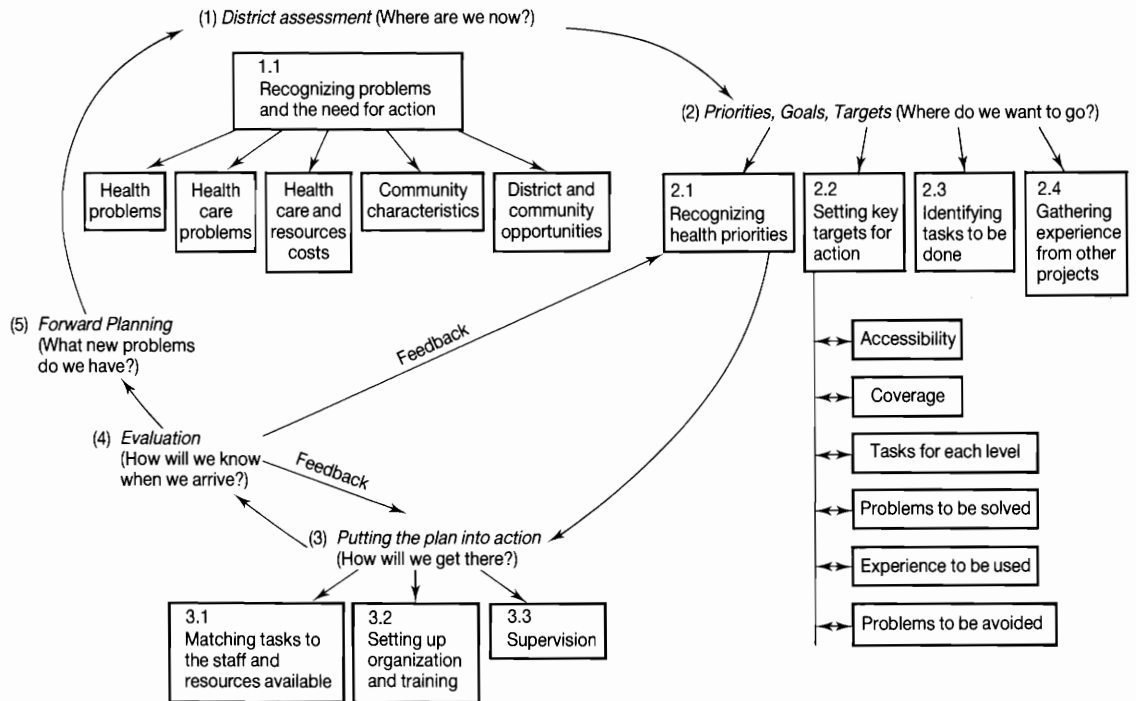 (1) District assessment (Where are we now?)
1.1
Recognizing problems
and the need for action
Health
problems
Health
care
problems
Health
care and
resources
costs
Community
characteristics
District and
community
opportunities
(2) Priorities, Goals, Targets (Where do we want to go?)
2.1
Recognizing
health priorities
2.2
Setting key
targets for
action
2.3
Identifying
tasks to be
done
2.4
Gathering
experience
from other
projects
Accessibility
Coverage
Tasks for each level
Problems to be solved
Experience to be used
Problems to be avoided
(5) Forward Planning
(What new problems
do we have?)
Feedback
(4) Evaluation
(How will we know
when we arrive?)
Feedback
(3) Putting the plan into action
(How will we get there?)
3.1
Matching tasks to
the staff and
resources available
3.2
Setting up
organization
and training
3.3
Supervision